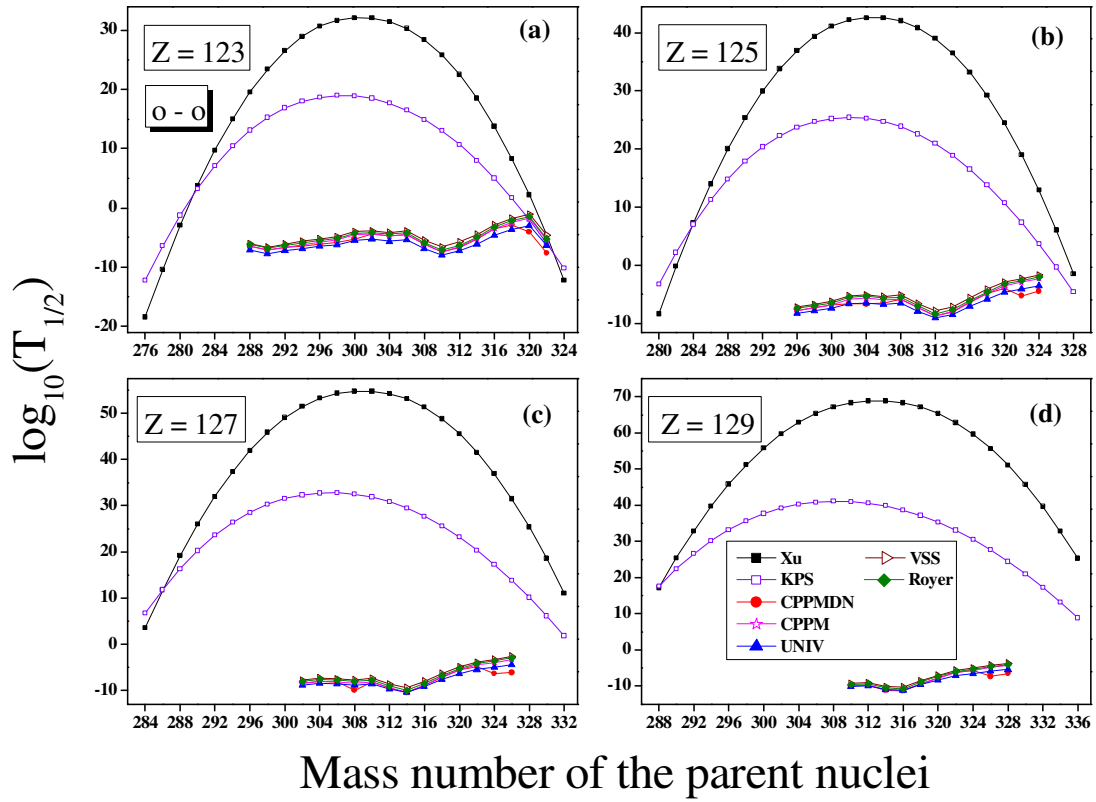 (a)
Z = 123
o - o
30
20
10
0
-10
-20
276 280 284 288 292 296 300 304 308 312 316 320 324
(b)
Z = 125
40
30
20
10
0
-10
280 284 288 292 296 300 304 308 312 316 320 324 328
log10(T1/2)
(c)
Z = 127
50
40
30
20
10
0
-10
284 288 292 296 300 304 308 312 316 320 324 328 332
(d)
Z = 129
70
60
50
40
30
20
10
0
-10
288 292 296 300 304 308 312 316 320 324 328 332 336
Xu
KPS
CPPMDN
CPPM
UNIV
VSS
Royer
Mass number of the parent nuclei